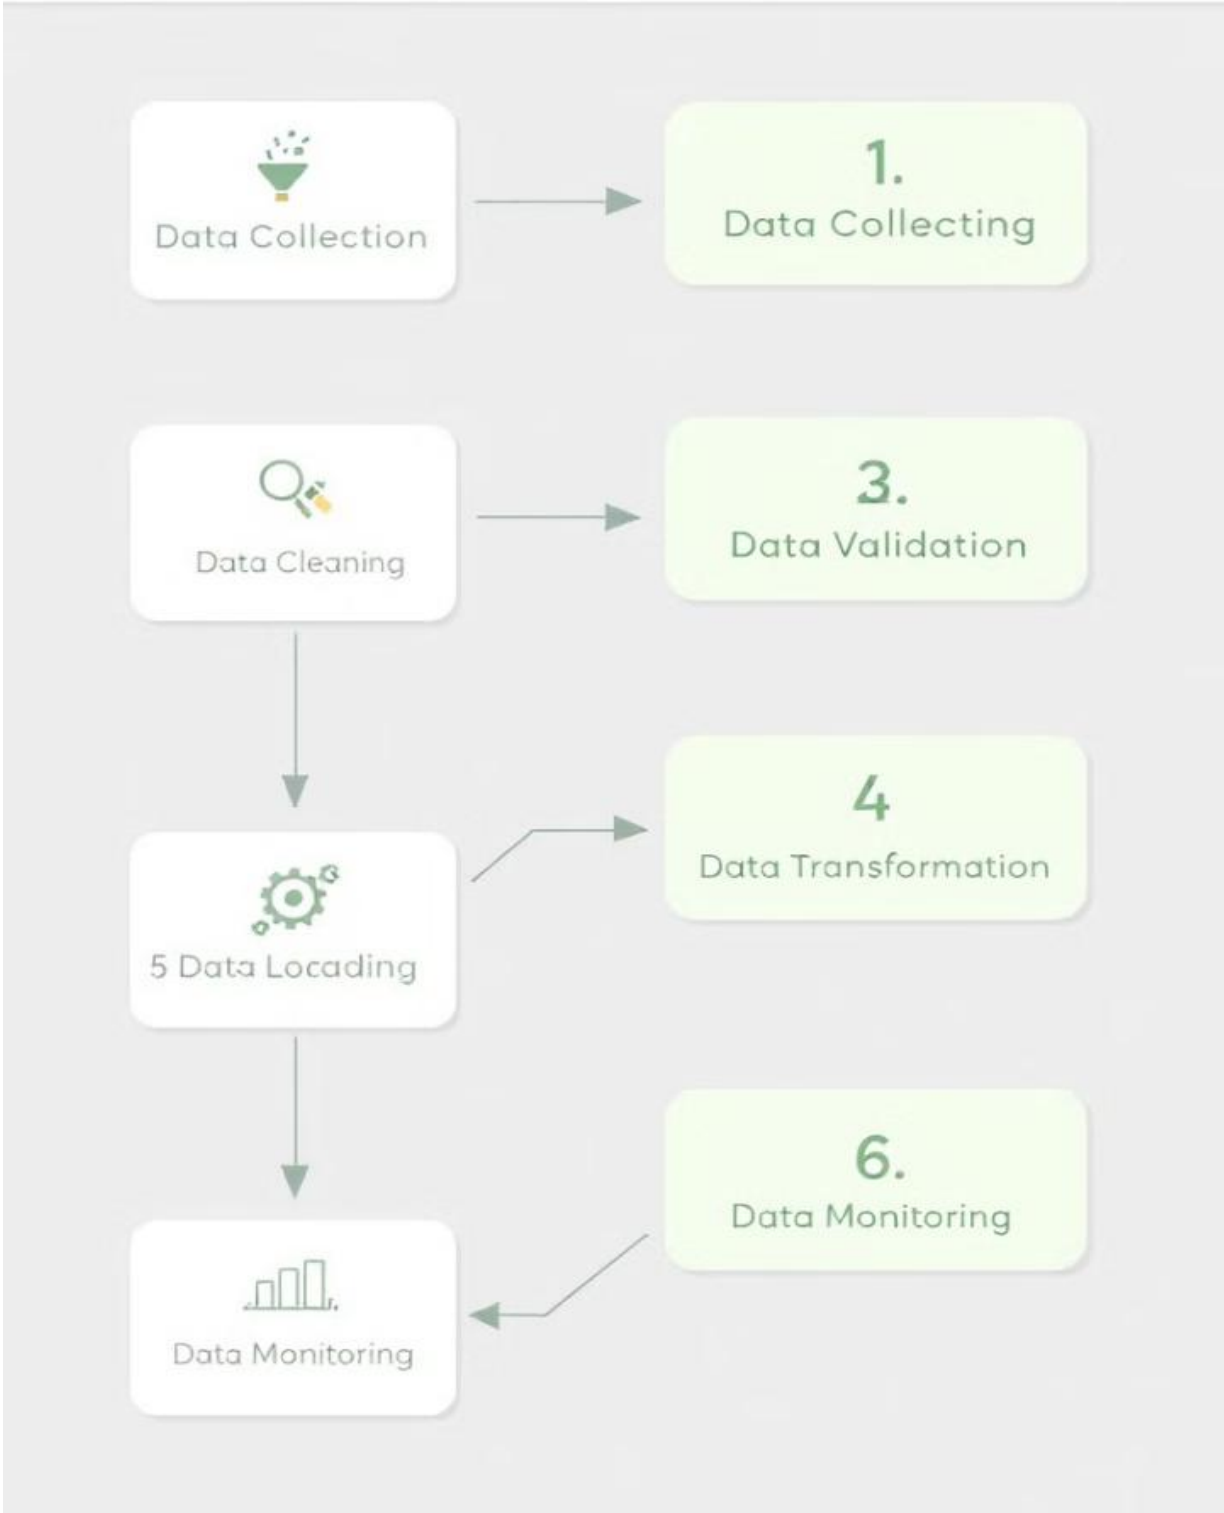 Data Collection
1.
Data Collecting
Data Cleaning
3.
Data Validation
4
Data Transformation
5 Data Locading
6.
Data Monitoring
Data Monitoring